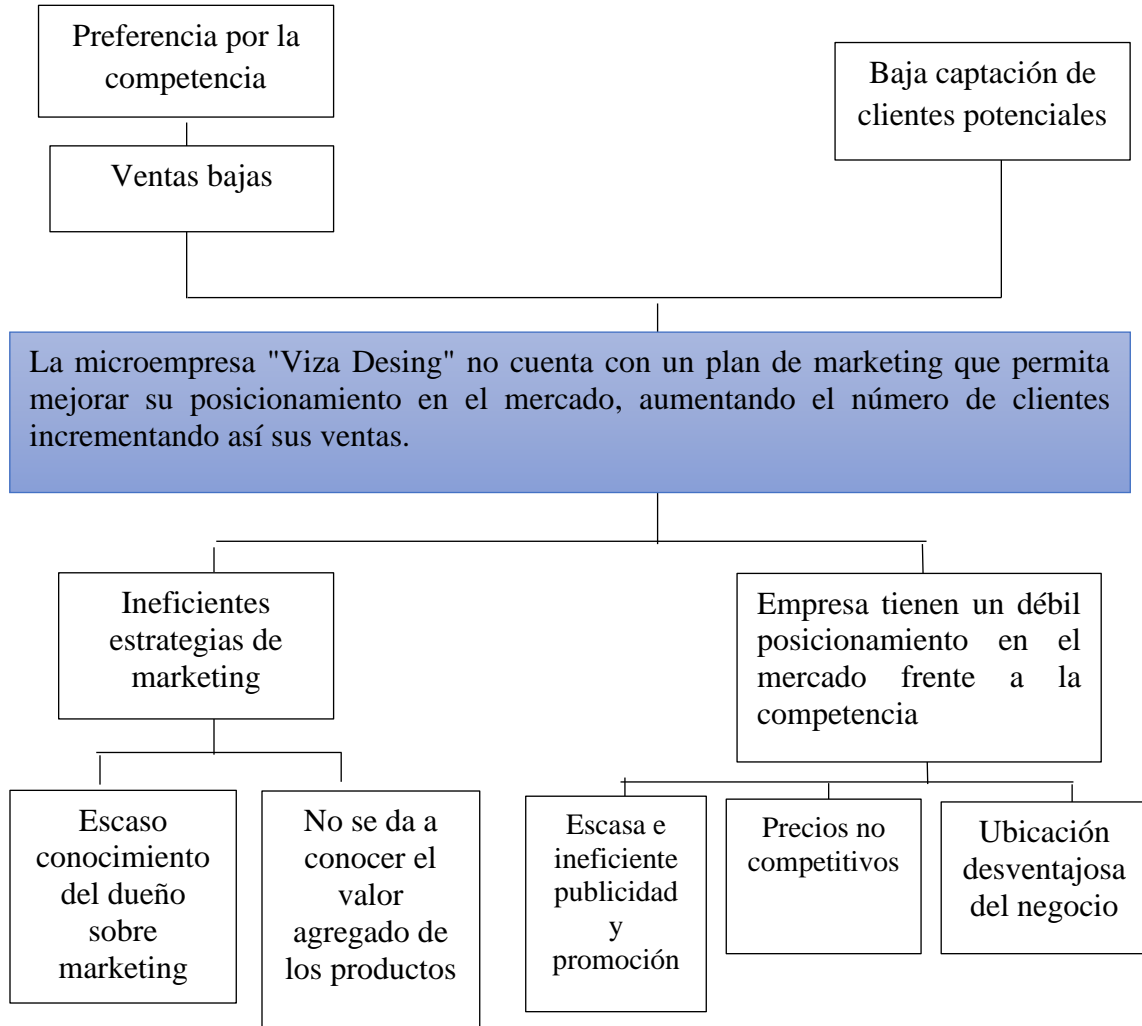 Preferencia por la
competencia
Baja captación de
clientes potenciales
Ventas bajas
La microempresa "Viza Desing" no cuenta con un plan de marketing que permita
mejorar su posicionamiento en el mercado, aumentando el número de clientes
incrementando así sus ventas.
Ineficientes
estrategias de
marketing
Empresa tienen un débil
posicionamiento en el
mercado frente a la
competencia
Escaso
conocimiento
del dueño
sobre
marketing
No se da a
conocer el
valor
agregado de
los productos
Escasa e
ineficiente
publicidad
y
promoción
Precios no
competitivos
Ubicación
desventajosa
del negocio